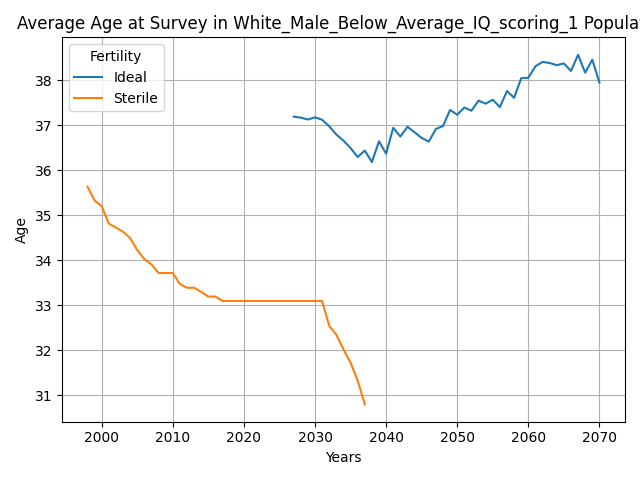 Average Age at Survey in White_Male_Below_Average_IQ_scoring_1 Popula
Fertility
Ideal
Sterile
38
37
36
35
34
33
32
31
Age
2000 2010 2020 2030 2040 2050 2060 2070
Years